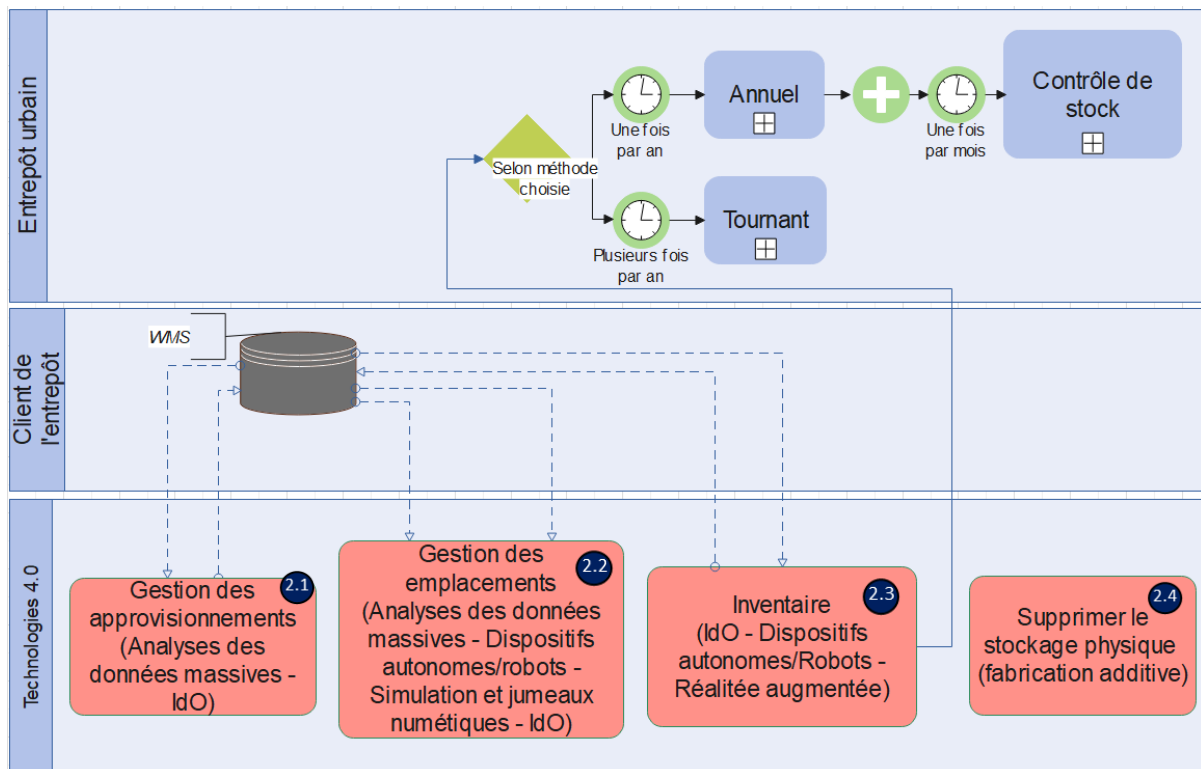 Entrepôt urbain
Selon méthode
choisie
Une fois
par an
Annuel
Une fois
par mois
Contrôle de
stock
Plusieurs fois
par an
Tournant
Client de
l'entrepôt
WMS
Technologies 4.0
2.1
Gestion des
approvisionnements
(Analyses des
données massives -
IdO)
2.2
Gestion des
emplacements
(Analyses des données
massives - Dispositifs
autonomes/robots -
Simulation et jumeaux
numétiques - IdO)
2.3
Inventaire
(IdO - Dispositifs
autonomes/Robots -
Réalitée augmentée)
2.4
Supprimer le
stockage physique
(fabrication additive)